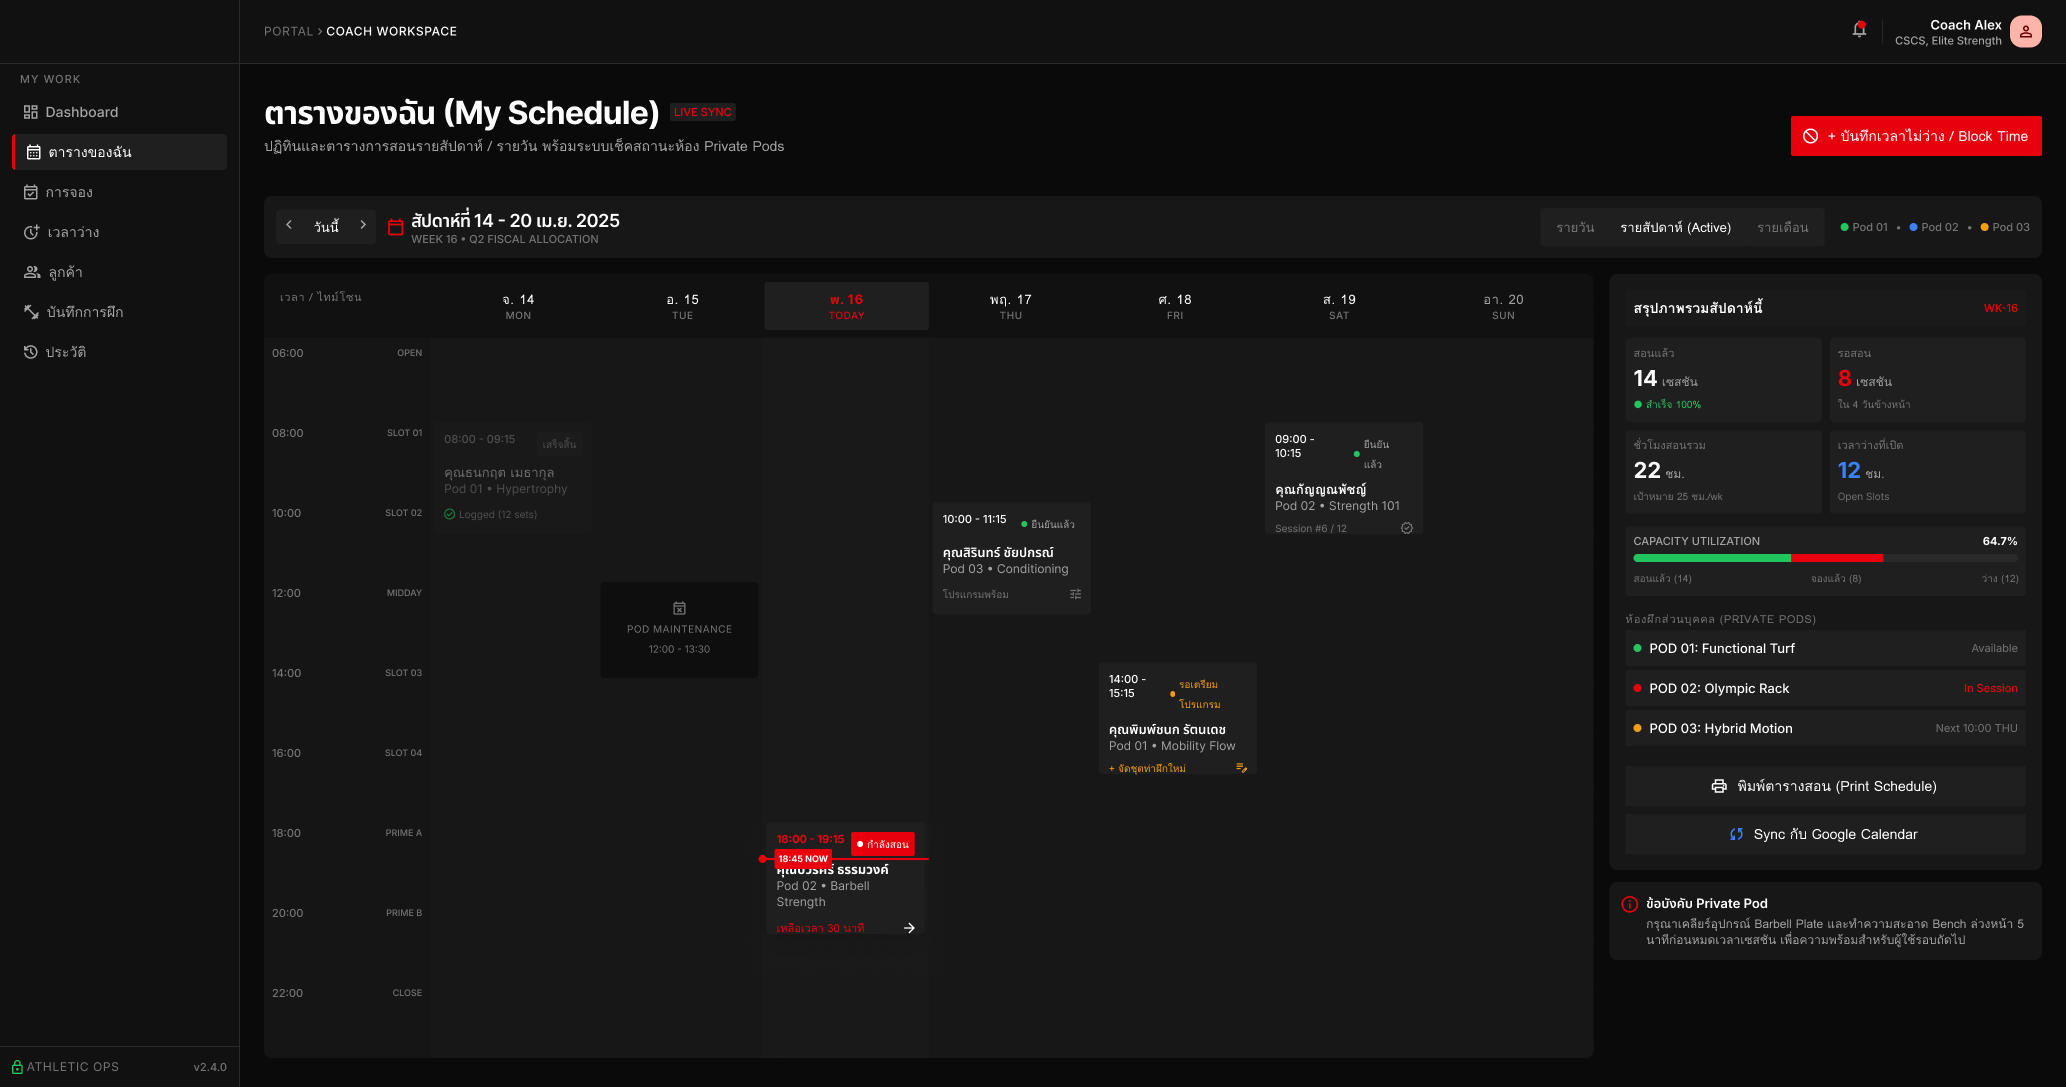 PORTAL > COACH WORKSPACE
Coach Alex
CSCS, Elite Strength
MY WORK
Dashboard
ตารางของฉัน
การจอง
เวลาว่าง
ลูกค้า
บันทึกการฝึก
ประวัติ
ATHLETIC OPS v2.4.0
ตารางของฉัน (My Schedule) LIVE SYNC
ปฏิทินและตารางการสอนรายสัปดาห์ / รายวัน พร้อมระบบเช็คสถานะห้อง Private Pods
+ บันทึกเวลาไม่ว่าง / Block Time
วันนี้
สัปดาห์ที่ 14 - 20 เม.ย. 2025
WEEK 16 • Q2 FISCAL ALLOCATION
รายวัน รายสัปดาห์ (Active) รายเดือน
Pod 01 • Pod 02 • Pod 03
เวลา / ไทม์โซน
จ. 14
MON
อ. 15
TUE
พ. 16
TODAY
พฤ. 17
THU
ศ. 18
FRI
ส. 19
SAT
อา. 20
SUN
06:00 OPEN
08:00 SLOT 01
10:00 SLOT 02
12:00 MIDDAY
14:00 SLOT 03
16:00 SLOT 04
18:00 PRIME A
20:00 PRIME B
22:00 CLOSE
08:00 - 09:15 เสร็จสิ้น
คุณธนกฤต เมธากุล
Pod 01 • Hypertrophy
Logged (12 sets)
POD MAINTENANCE
12:00 - 13:30
18:00 - 19:15 กำลังสอน
18:45 NOW
ธรรมวงค์
Pod 02 • Barbell
Strength
เหลือเวลา 30 นาที
10:00 - 11:15 ยืนยันแล้ว
คุณสิรินทร์ ชัยปกรณ์
Pod 03 • Conditioning
โปรแกรมพร้อม
14:00 -
15:15
รอเตรียม
โปรแกรม
คุณพิมพ์ชนก รัตนเดช
Pod 01 • Mobility Flow
+ จัดชุดท่าฝึกใหม่
09:00 -
10:15
ยืนยัน
แล้ว
คุณกัญญณพัชญ์
Pod 02 • Strength 101
Session #6 / 12
สรุปภาพรวมสัปดาห์นี้ WK-16
สอนแล้ว
14 เซสชัน
สำเร็จ 100%
รอสอน
8 เซสชัน
ใน 4 วันข้างหน้า
ชั่วโมงสอนรวม
22 ชม.
เป้าหมาย 25 ชม./wk
เวลาว่างที่เปิด
12 ชม.
Open Slots
CAPACITY UTILIZATION 64.7%
สอนแล้ว (14) จองแล้ว (8) ว่าง (12)
ห้องฝึกส่วนบุคคล (PRIVATE PODS)
POD 01: Functional Turf Available
POD 02: Olympic Rack In Session
POD 03: Hybrid Motion Next 10:00 THU
พิมพ์ตารางสอน (Print Schedule)
Sync กับ Google Calendar
ข้อบังคับ Private Pod
กรุณาเคลียร์อุปกรณ์ Barbell Plate และทำความสะอาด Bench ล่วงหน้า 5
นาทีก่อนหมดเวลาเซสชัน เพื่อความพร้อมสำหรับผู้ใช้รอบถัดไป